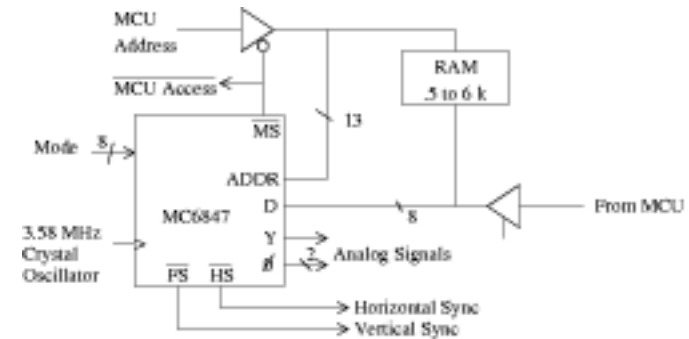 MCU
Address
MCU Access
RAM
.5 to 6 k
MS
13
Mode
8
ADDR
D
8
From MCU
MC6847
3.58 MHz
Crystal
Oscillator
Y
2
Analog Signals
FS
HS
Horizontal Sync
Vertical Sync